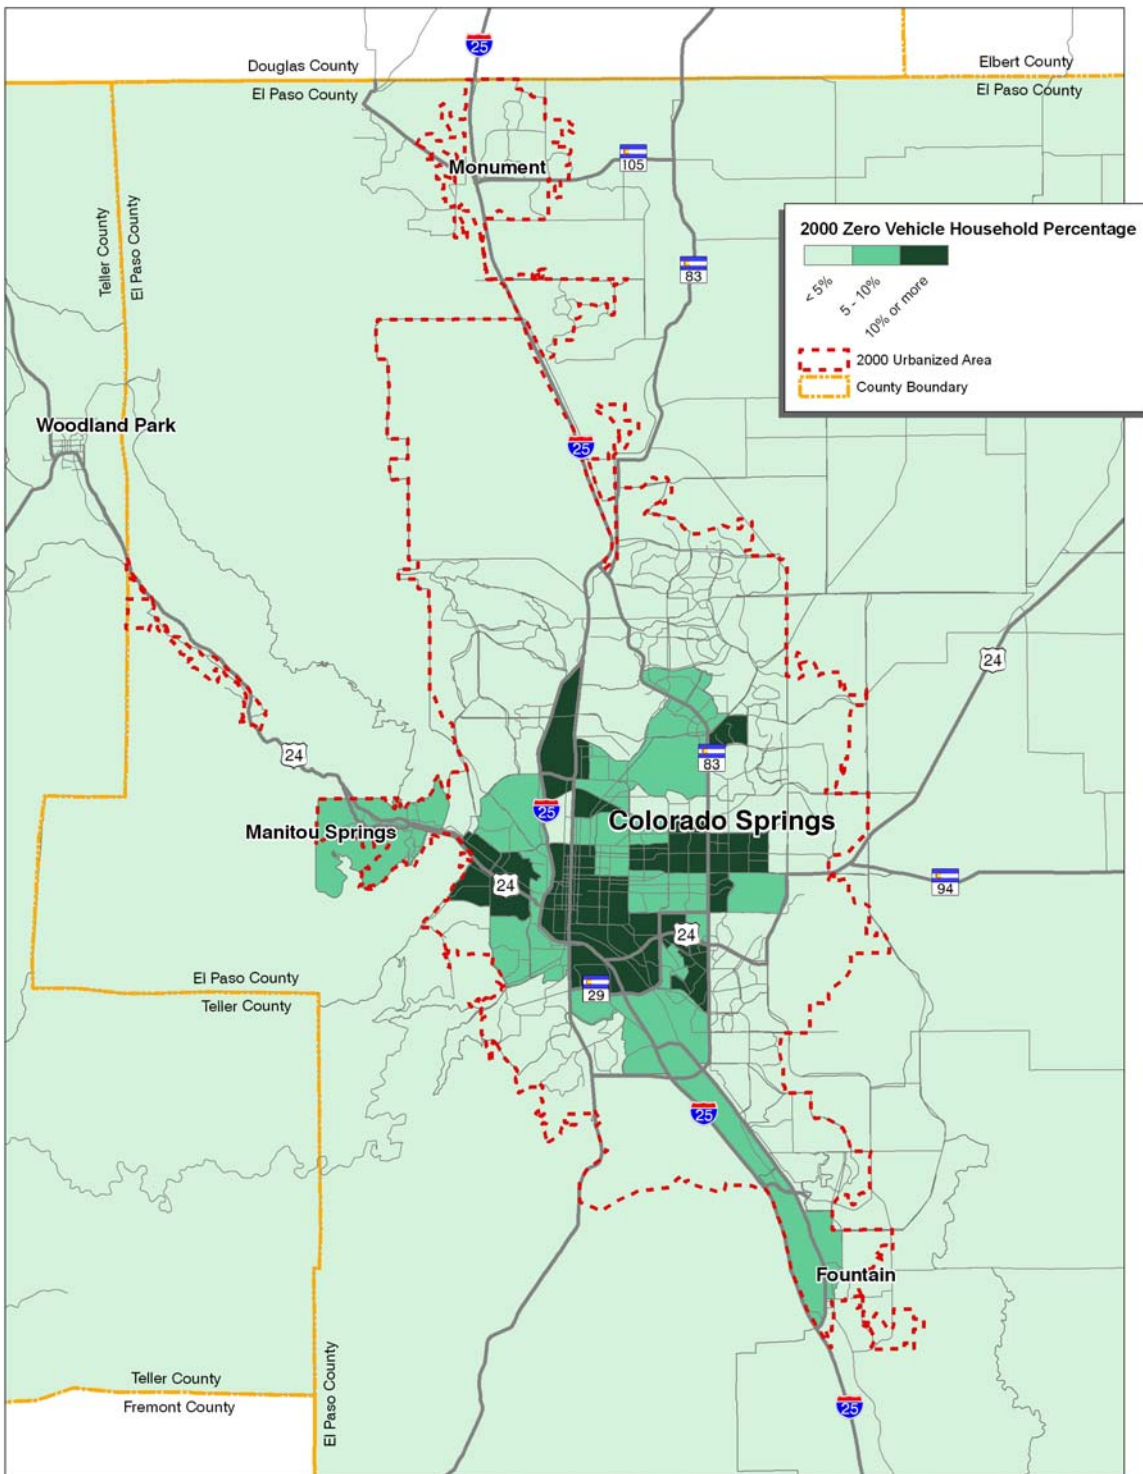 25
Douglas County
El Paso County
Elbert County
El Paso County
Monument
105
2000 Zero Vehicle Household Percentage
< 5%
5 - 10%
10% or more
2000 Urbanized Area
County Boundary
Teller County
El Paso County
83
Woodland Park
25
24
24
83
25
Colorado Springs
Manitou Springs
24
94
24
El Paso County
Teller County
29
25
Fountain
Teller County
Fremont County
El Paso County
25